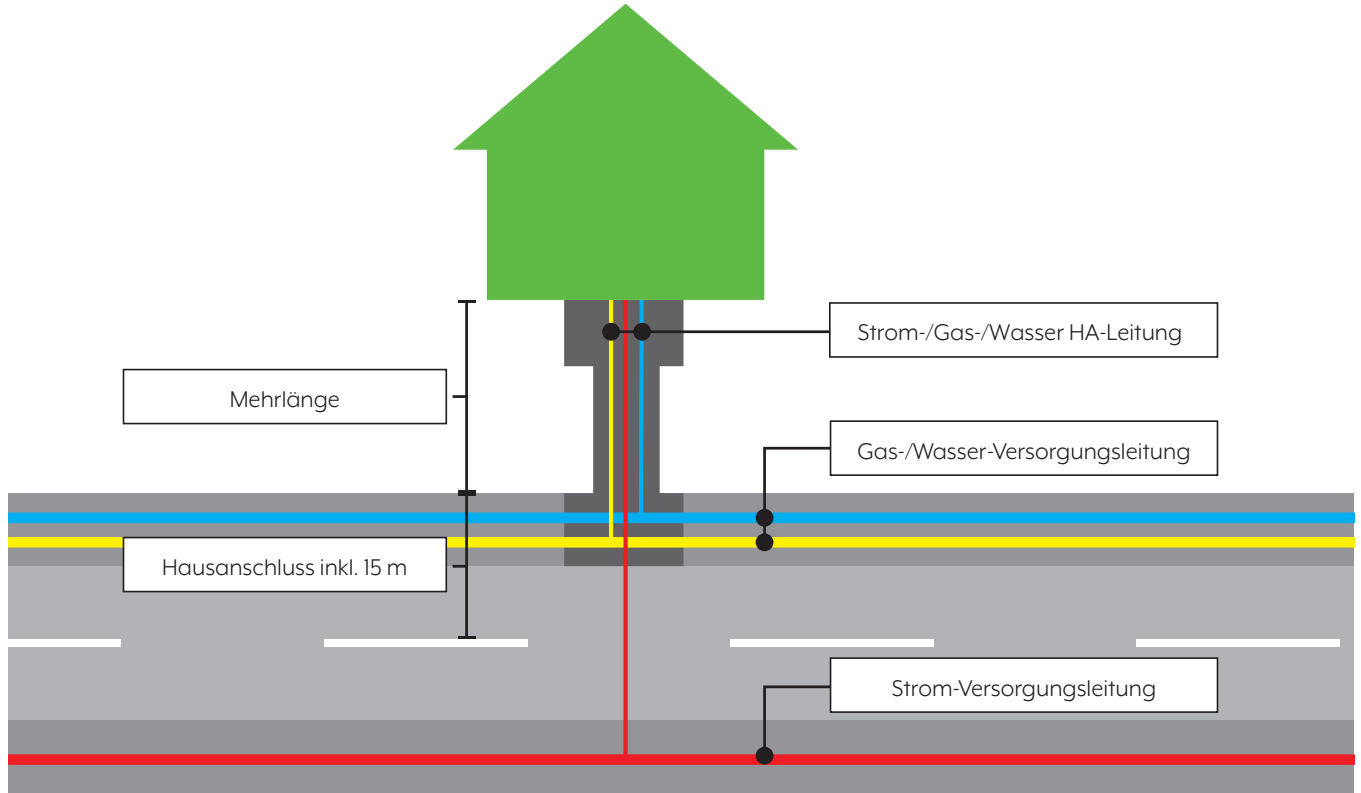 Strom-/Gas-/Wasser HA-Leitung
Mehrlänge
Gas-/Wasser-Versorgungsleitung
Hausanschluss inkl. 15 m
Strom-Versorgungsleitung